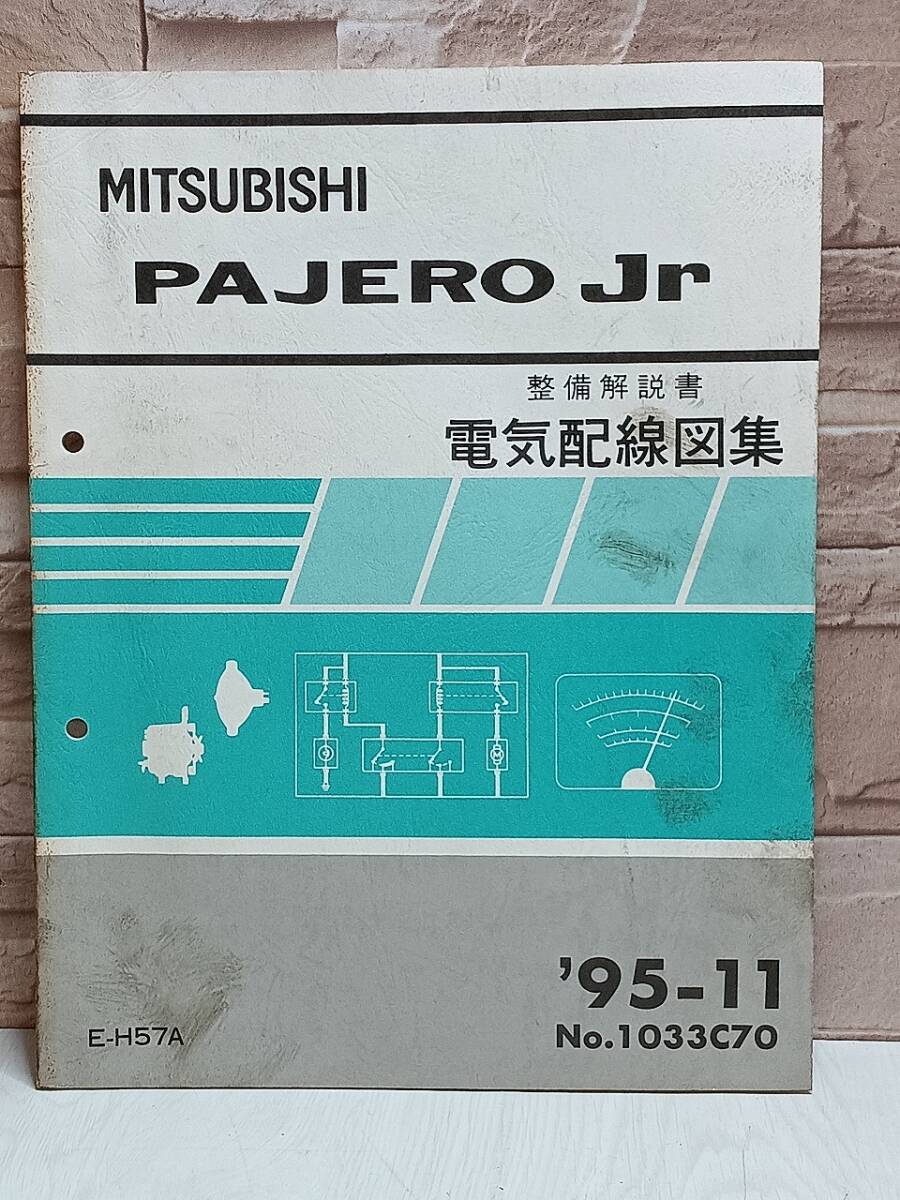 MITSUBISHI
PAJERO Jr
整備解説書
電気配線図集
M
'95-11
E-H57A
No.1033C70